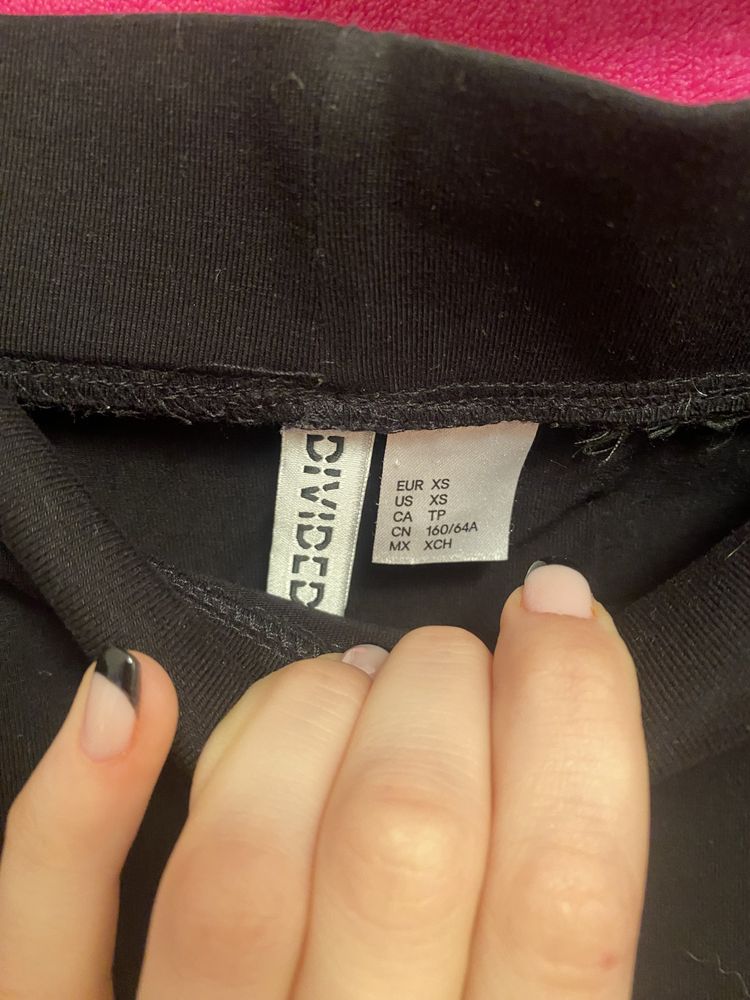 DIVIDED
EUR XS
US XS
CA TP
CN 160/64A
MX XCH